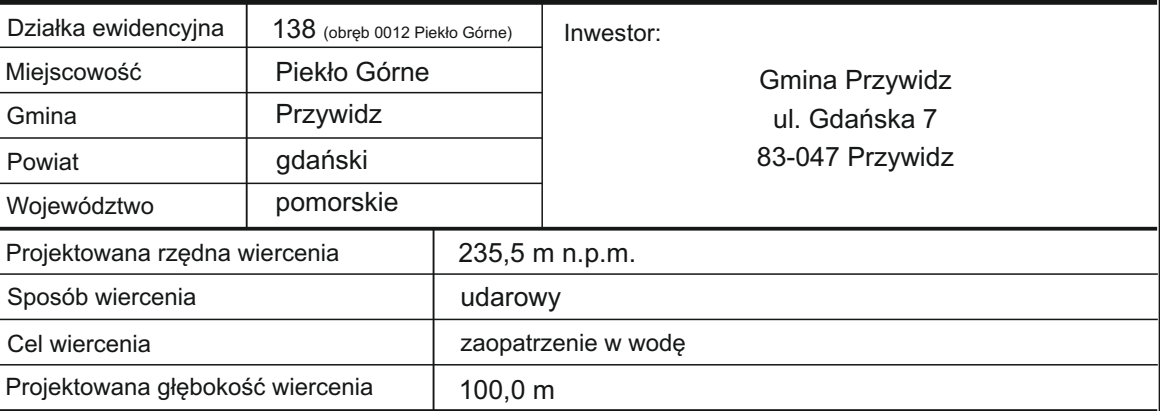 Działka ewidencyjna 138 (obręb 0012 Piekło Górne)
Miejscowość Piekło Górne
Gmina Przywidz
Powiat gdański
Województwo pomorskie
Inwestor:
Gmina Przywidz
ul. Gdańska 7
83-047 Przywidz
Projektowana rzędna wiercenia 235,5 m n.p.m.
Sposób wiercenia udarowy
Cel wiercenia zaopatrzenie w wodę
Projektowana głębokość wiercenia 100,0 m